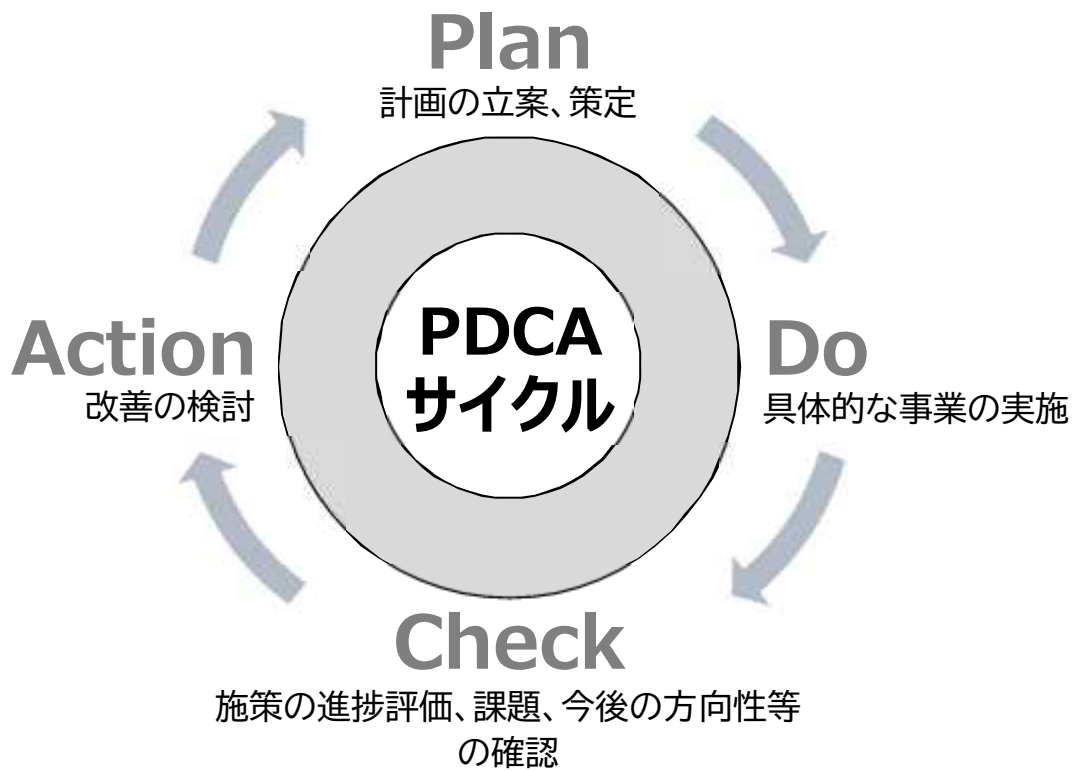 Plan
計画の立案、策定
PDCA
サイクル
Action
改善の検討
Do
具体的な事業の実施
Check
施策の進捗評価、課題、今後の方向性等
の確認